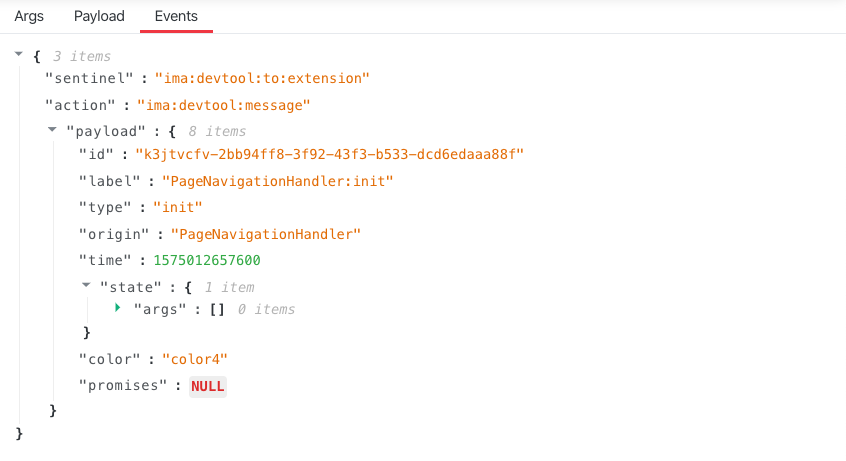 Args Payload Events
{ 3 items
"sentinel" : "ima:devtool:to:extension"
"action" : "ima:devtool:message"
"payload" : { 8 items
"id" : "k3jtvcfv-2bb94ff8-3f92-43f3-b533-dcd6edaaa88f"
"label" : "PageNavigationHandler:init"
"type" : "init"
"origin" : "PageNavigationHandler"
"time" : 1575012657600
"state" : { 1 item
"args" : [] 0 items
}
"color" : "color4"
"promises" : NULL
}
}